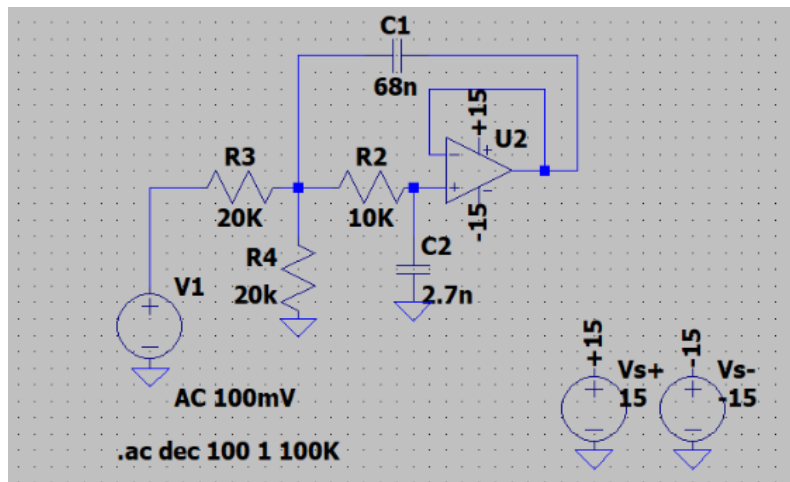 C1
68n
+15
U2
R3
R2
20K
10K
-15
R4
20k
C2
2.7n
V1
+15
-15
Vs+
15
Vs-
-15
AC 100mV
.ac dec 100 1 100K